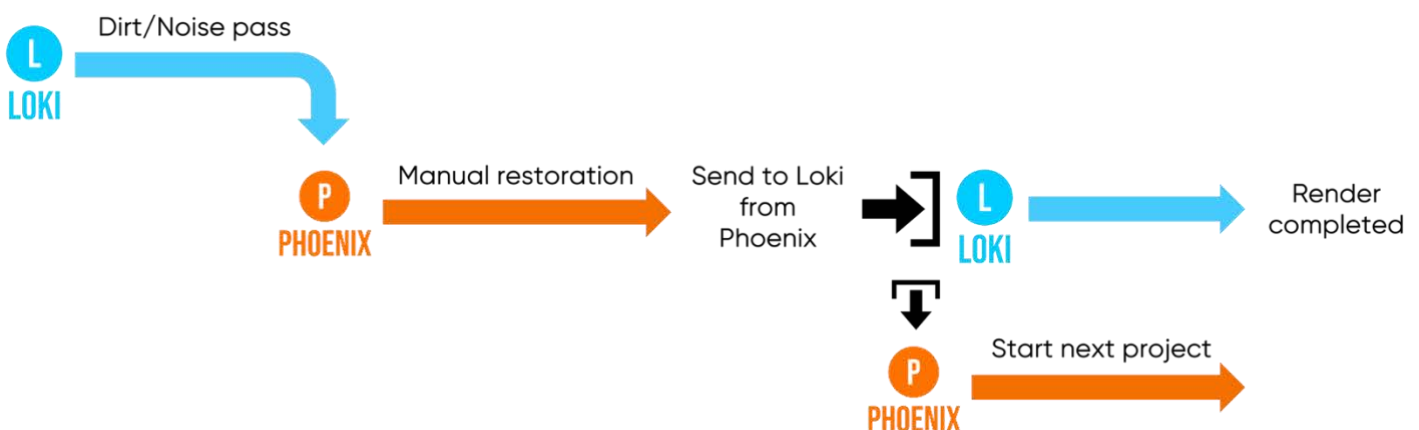 Dirt/Noise pass
L
LOKI
P
PHOENIX
Manual restoration
Send to Loki
from
Phoenix
L
LOKI
Render
completed
P
PHOENIX
Start next project